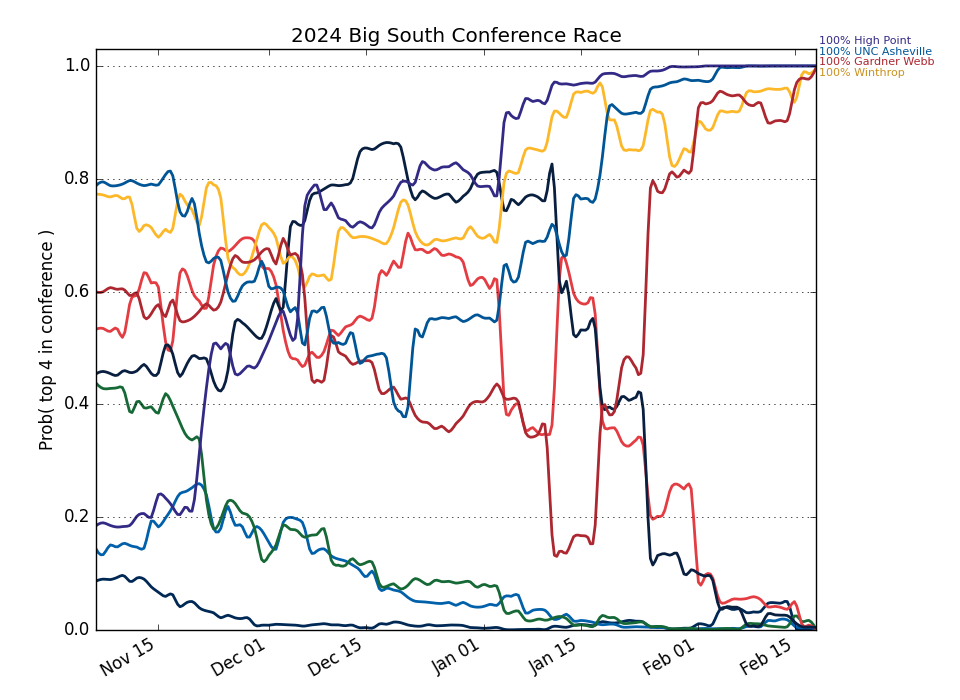 2024 Big South Conference Race
100% High Point
100% UNC Asheville
100% Gardner Webb
100% Winthrop
Prob( top 4 in conference )
1.0
0.8
0.6
0.4
0.2
0.0
Nov 15
Dec 01
Dec 15
Jan 01
Jan 15
Feb 01
Feb 15